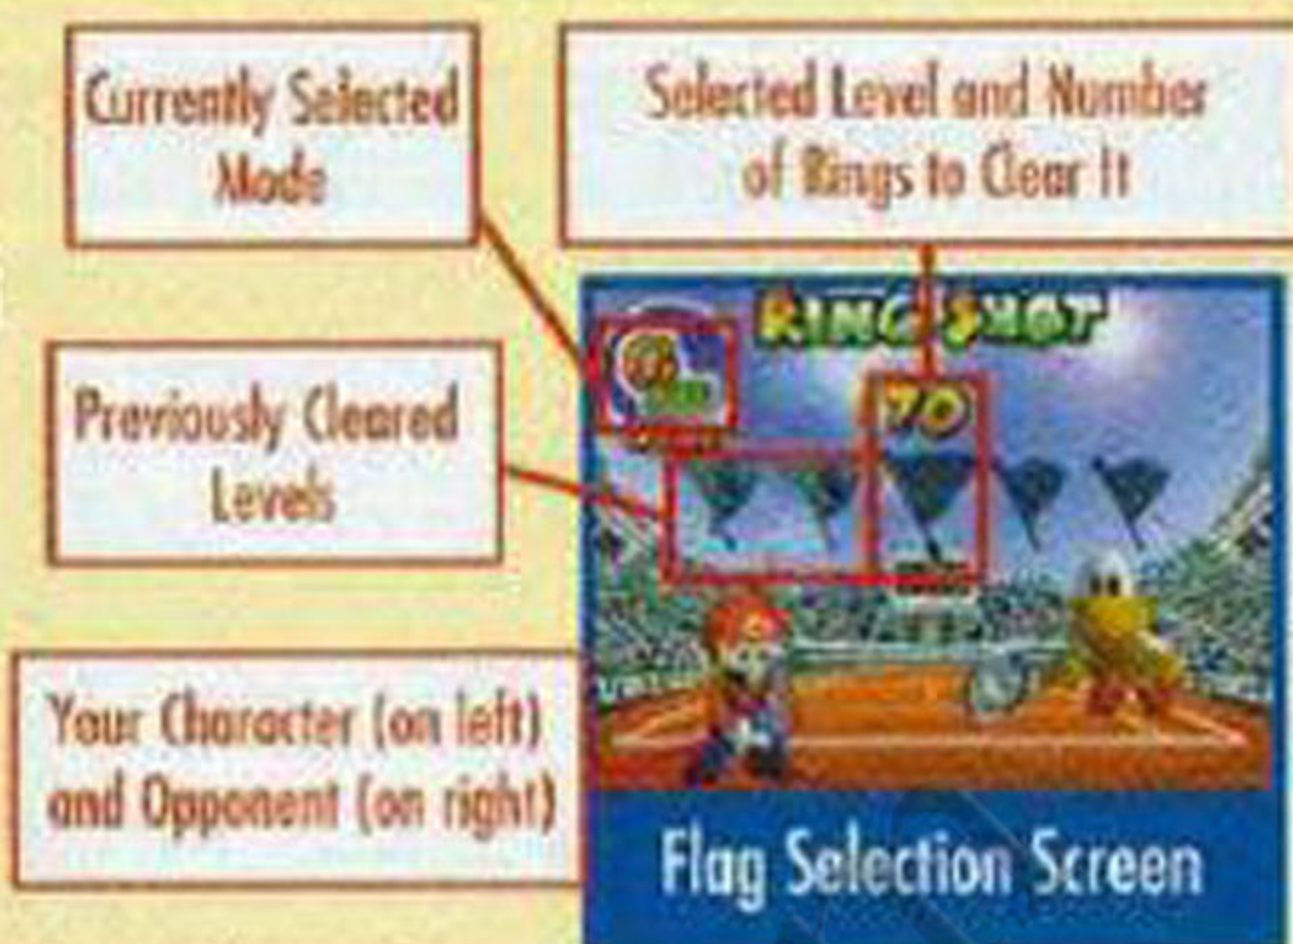 Currently Selected
Mode
Selected Level and Number
of Rings to Clear It
RING SHOT
70
Previously Cleared
Levels
Your Character (on left)
and Opponent (on right)
Flag Selection Screen